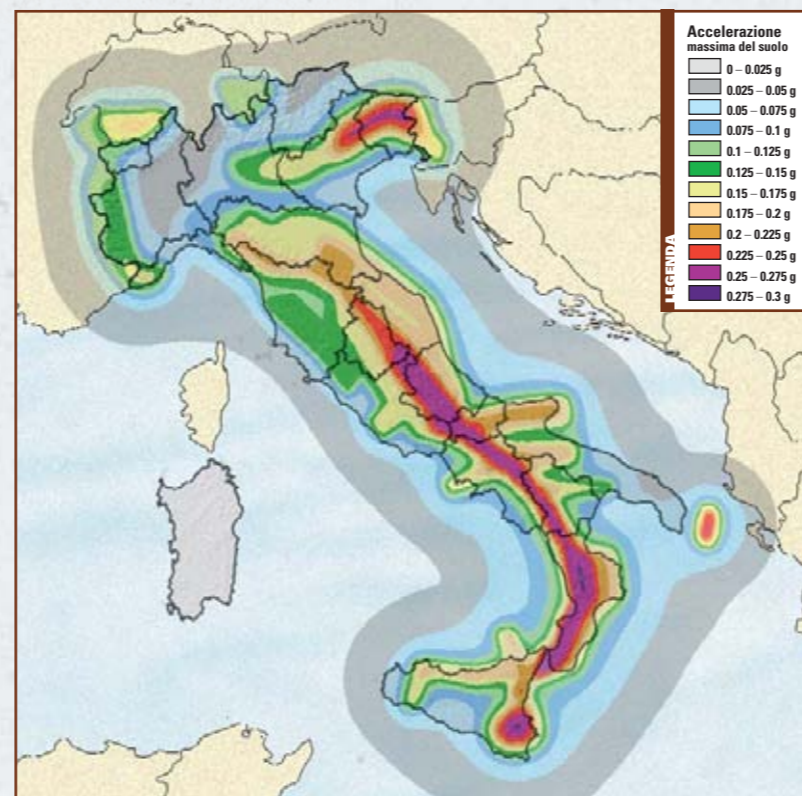 Accelerazione
massima del suolo
0 – 0.025 g
0.025 – 0.05 g
0.05 – 0.075 g
0.075 – 0.1 g
0.1 – 0.125 g
0.125 – 0.15 g
0.15 – 0.175 g
0.175 – 0.2 g
0.2 – 0.225 g
0.225 – 0.25 g
0.25 – 0.275 g
0.275 – 0.3 g
LEGENDA